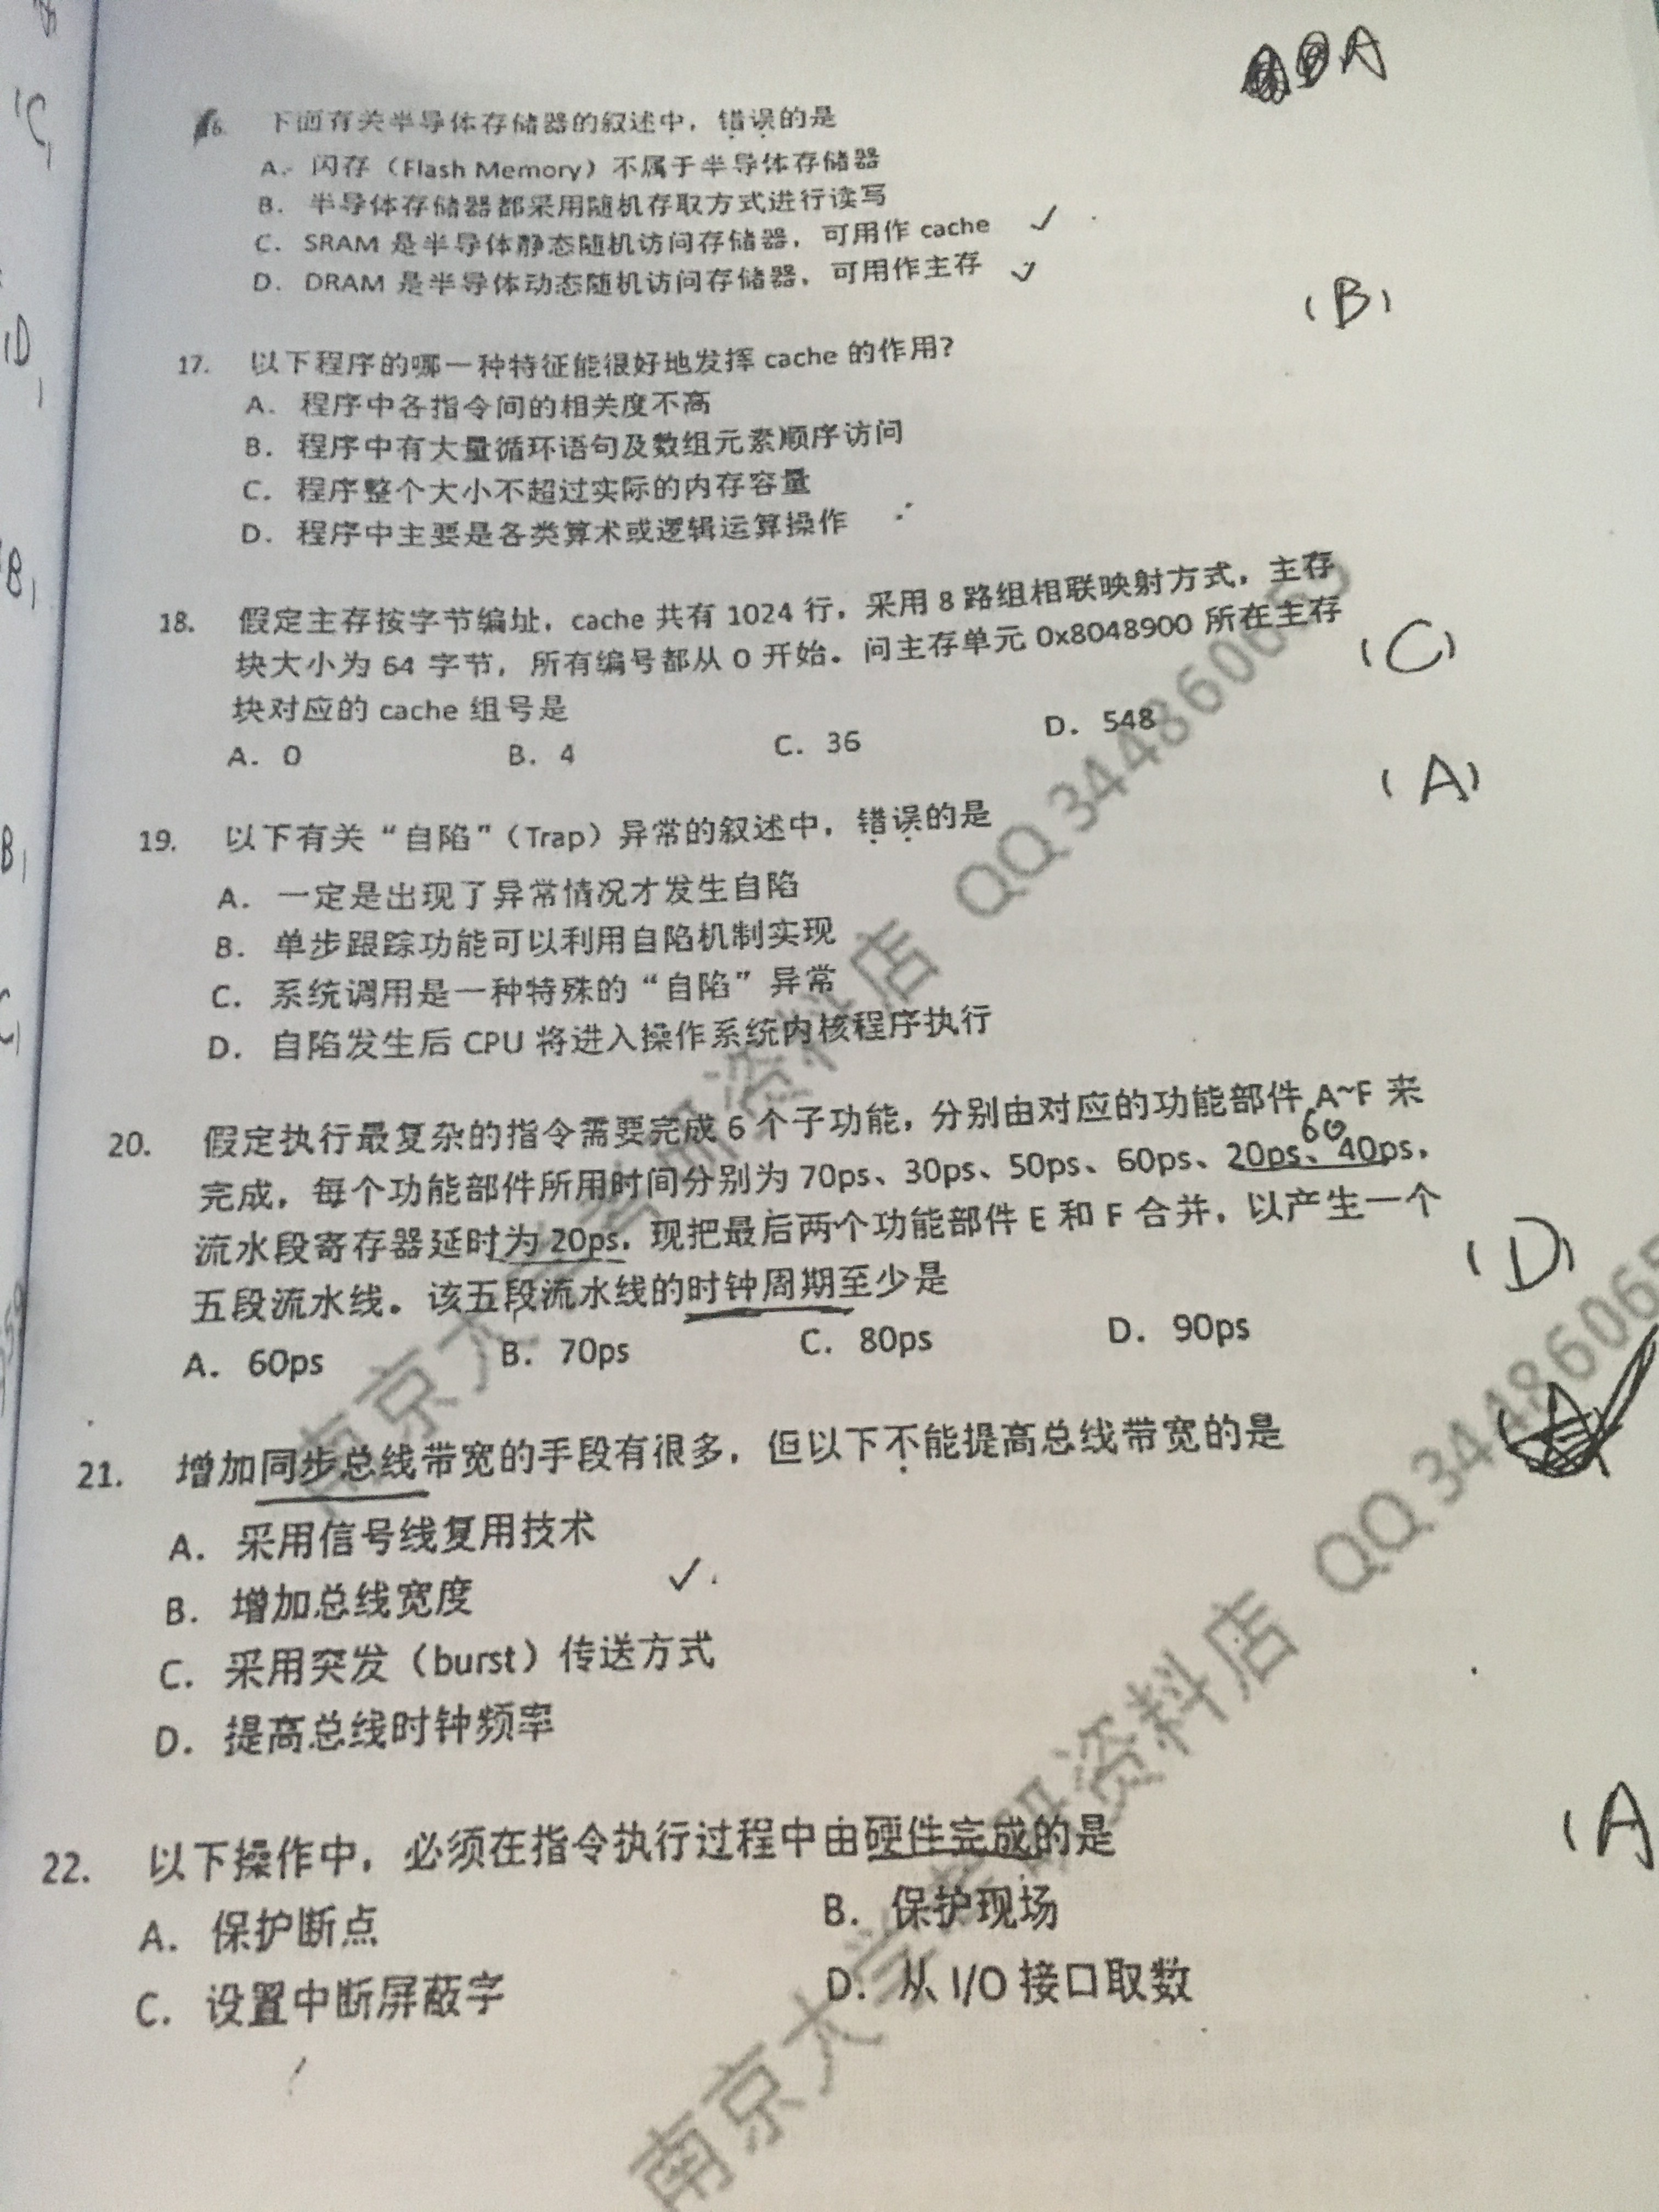 A
16. 下面有关半导体存储器的叙述中，错误的是
A. 闪存（Flash Memory）不属于半导体存储器
B. 半导体存储器都采用随机存取方式进行读写
C. SRAM 是半导体静态随机访问存储器，可用作 cache ✓
D. DRAM 是半导体动态随机访问存储器，可用作主存 ✓
(B)
17. 以下程序的哪一种特征能很好地发挥 cache 的作用？
A. 程序中各指令间的相关度不高
B. 程序中有大量循环语句及数组元素顺序访问
C. 程序整个大小不超过实际的内存容量
D. 程序中主要是各类算术或逻辑运算操作
18. 假定主存按字节编址，cache 共有 1024 行，采用 8 路组相联映射方式，主存
块大小为 64 字节，所有编号都从 0 开始。问主存单元 0x8048900 所在主存
块对应的 cache 组号是
(C)
A. 0 B. 4 C. 36 D. 548
(A)
19. 以下有关“自陷”（Trap）异常的叙述中，错误的是
A. 一定是出现了异常情况才发生自陷
B. 单步跟踪功能可以利用自陷机制实现
C. 系统调用是一种特殊的“自陷”异常
D. 自陷发生后 CPU 将进入操作系统内核程序执行
20. 假定执行最复杂的指令需要完成 6 个子功能，分别由对应的功能部件 A~F 来
60
完成，每个功能部件所用时间分别为 70ps、30ps、50ps、60ps、20ps、40ps，
流水段寄存器延时为 20ps，现把最后两个功能部件 E 和 F 合并，以产生一个
五段流水线。该五段流水线的时钟周期至少是
(D)
A. 60ps B. 70ps C. 80ps D. 90ps
21. 增加同步总线带宽的手段有很多，但以下不能提高总线带宽的是
A. 采用信号线复用技术
B. 增加总线宽度 ✓
C. 采用突发（burst）传送方式
D. 提高总线时钟频率
22. 以下操作中，必须在指令执行过程中由硬件完成的是
(A
A. 保护断点 B. 保护现场
C. 设置中断屏蔽字 D. 从 I/O 接口取数